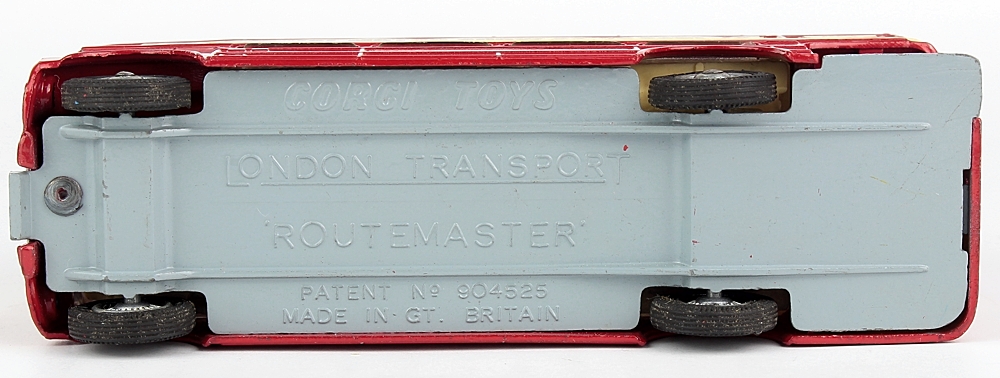 CORGI TOYS
LONDON TRANSPORT
'ROUTEMASTER'
PATENT Nº 904525
MADE IN GT. BRITAIN